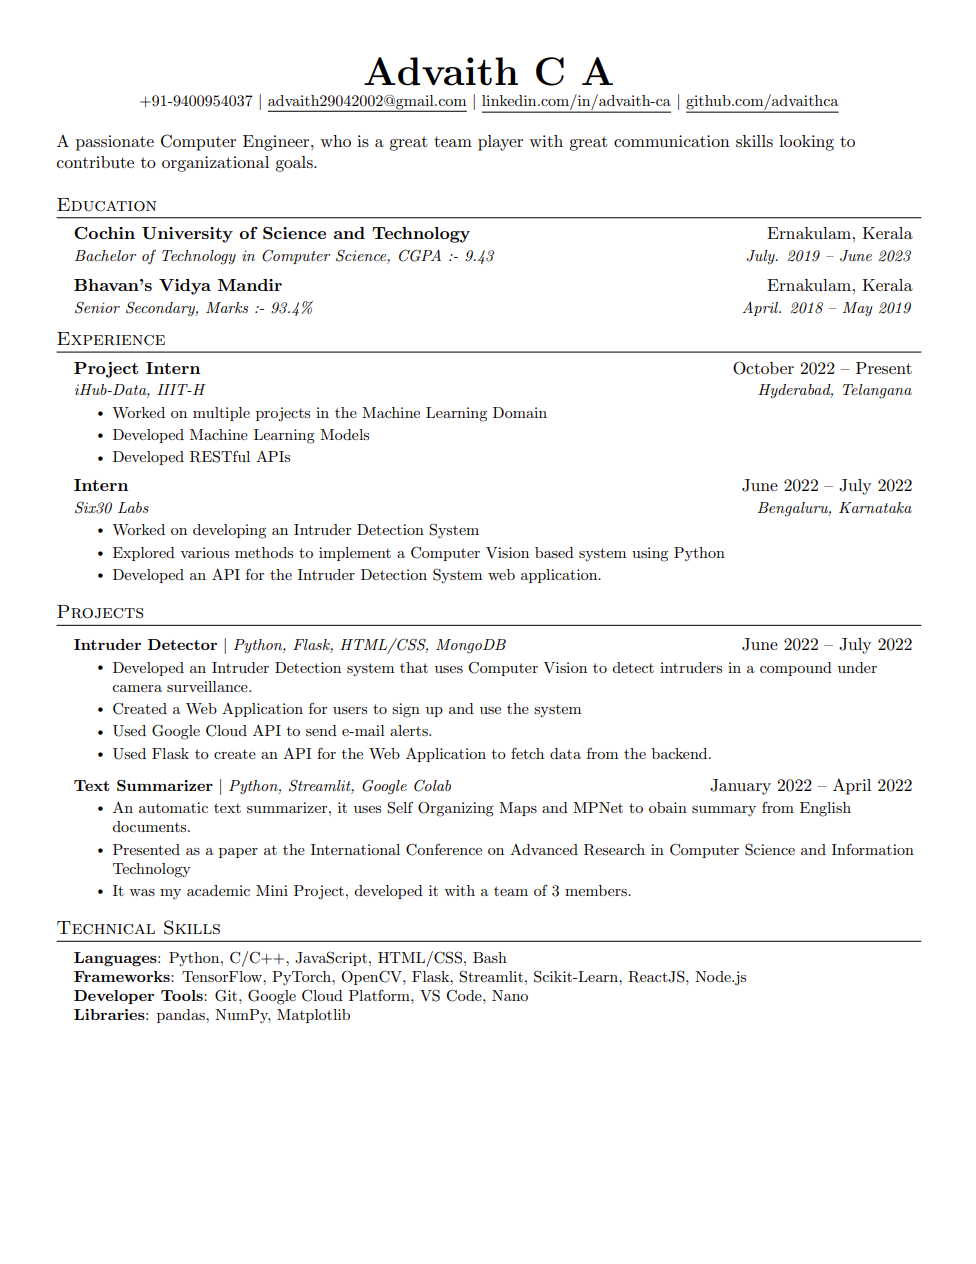 Advaith C A
+91-9400954037 | advaith29042002@gmail.com | linkedin.com/in/advaith-ca | github.com/advaithca
A passionate Computer Engineer, who is a great team player with great communication skills looking to
contribute to organizational goals.
Education
Cochin University of Science and Technology Ernakulam, Kerala
Bachelor of Technology in Computer Science, CGPA :- 9.43 July. 2019 – June 2023
Bhavan's Vidya Mandir Ernakulam, Kerala
Senior Secondary, Marks :- 93.4% April. 2018 – May 2019
Experience
Project Intern October 2022 – Present
iHub-Data, IIIT-H Hyderabad, Telangana
• Worked on multiple projects in the Machine Learning Domain
• Developed Machine Learning Models
• Developed RESTful APIs
Intern June 2022 – July 2022
Six30 Labs Bengaluru, Karnataka
• Worked on developing an Intruder Detection System
• Explored various methods to implement a Computer Vision based system using Python
• Developed an API for the Intruder Detection System web application.
Projects
Intruder Detector | Python, Flask, HTML/CSS, MongoDB June 2022 – July 2022
• Developed an Intruder Detection system that uses Computer Vision to detect intruders in a compound under
camera surveillance.
• Created a Web Application for users to sign up and use the system
• Used Google Cloud API to send e-mail alerts.
• Used Flask to create an API for the Web Application to fetch data from the backend.
Text Summarizer | Python, Streamlit, Google Colab January 2022 – April 2022
• An automatic text summarizer, it uses Self Organizing Maps and MPNet to obain summary from English
documents.
• Presented as a paper at the International Conference on Advanced Research in Computer Science and Information
Technology
• It was my academic Mini Project, developed it with a team of 3 members.
Technical Skills
Languages: Python, C/C++, JavaScript, HTML/CSS, Bash
Frameworks: TensorFlow, PyTorch, OpenCV, Flask, Streamlit, Scikit-Learn, ReactJS, Node.js
Developer Tools: Git, Google Cloud Platform, VS Code, Nano
Libraries: pandas, NumPy, Matplotlib